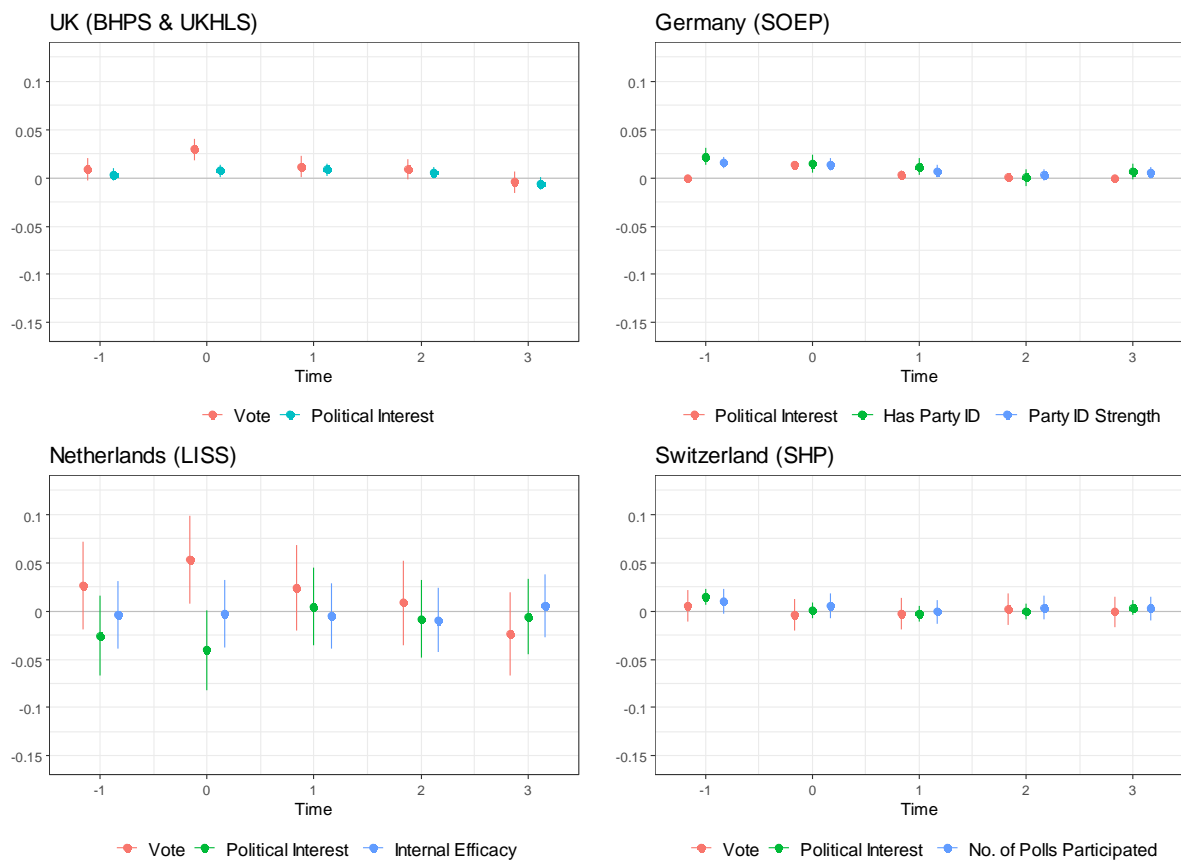 UK (BHPS & UKHLS)
0.1
0.05
0
-0.05
-0.1
-0.15
-1 0 1 2 3
Time
Vote Political Interest
Germany (SOEP)
0.1
0.05
0
-0.05
-0.1
-0.15
-1 0 1 2 3
Time
Political Interest Has Party ID Party ID Strength
Netherlands (LISS)
0.1
0.05
0
-0.05
-0.1
-0.15
-1 0 1 2 3
Time
Vote Political Interest Internal Efficacy
Switzerland (SHP)
0.1
0.05
0
-0.05
-0.1
-0.15
-1 0 1 2 3
Time
Vote Political Interest No. of Polls Participated